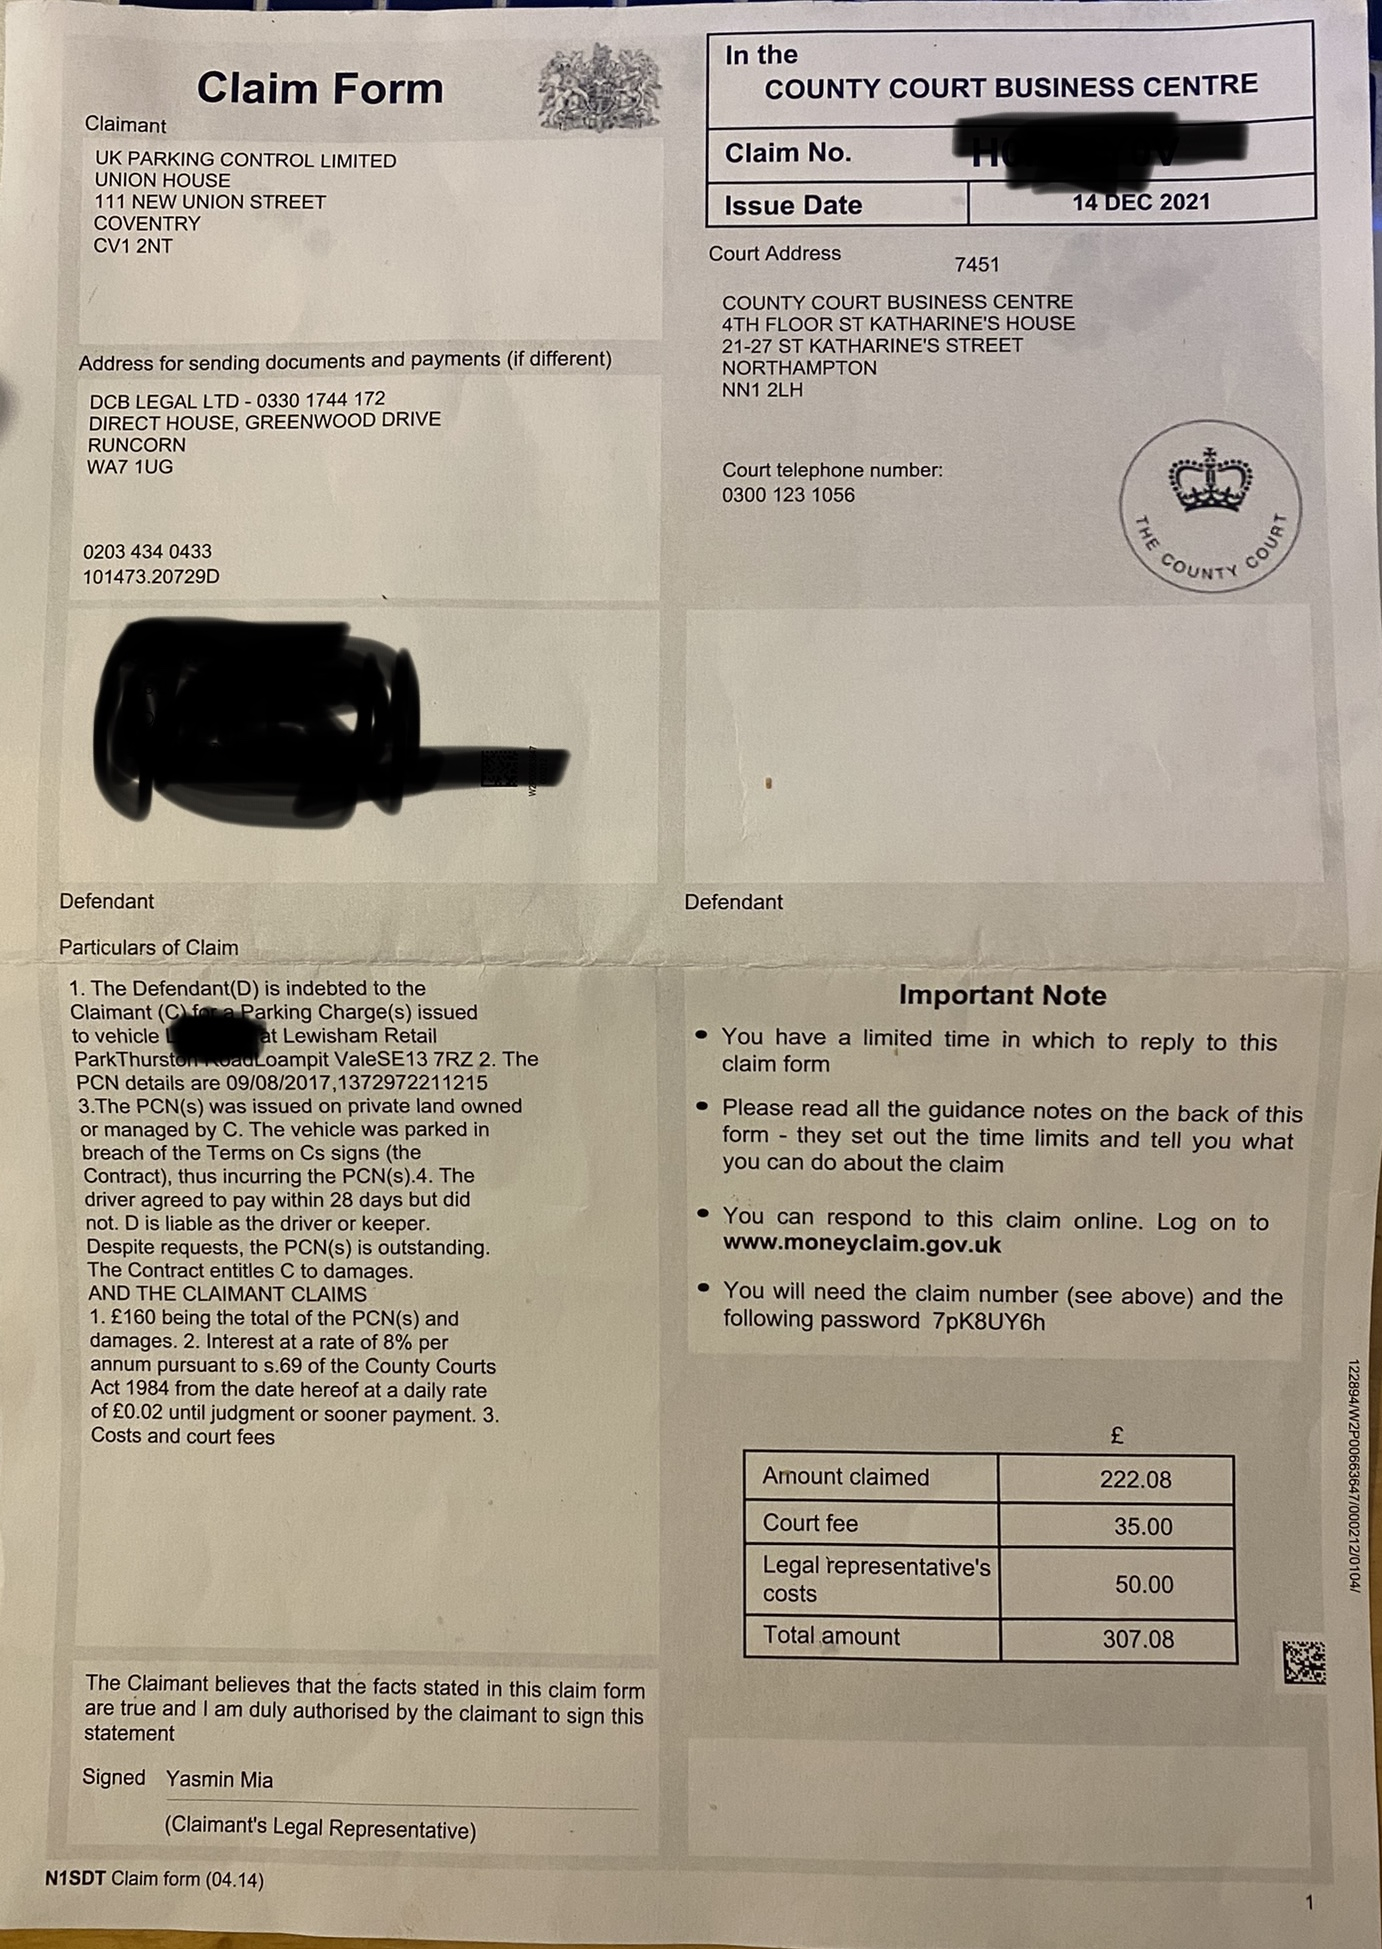 Claim Form
Claimant
UK PARKING CONTROL LIMITED
UNION HOUSE
111 NEW UNION STREET
COVENTRY
CV1 2NT
Address for sending documents and payments (if different)
DCB LEGAL LTD - 0330 1744 172
DIRECT HOUSE, GREENWOOD DRIVE
RUNCORN
WA7 1UG
0203 434 0433
101473.20729D
Defendant
In the
COUNTY COURT BUSINESS CENTRE
Claim No.
Issue Date 14 DEC 2021
Court Address
7451
COUNTY COURT BUSINESS CENTRE
4TH FLOOR ST KATHARINE'S HOUSE
21-27 ST KATHARINE'S STREET
NORTHAMPTON
NN1 2LH
Court telephone number:
0300 123 1056
THE COUNTY COURT
Defendant
Particulars of Claim
1. The Defendant(D) is indebted to the
Claimant (C) for a Parking Charge(s) issued
to vehicle at Lewisham Retail
ParkThurston RoadLoampit ValeSE13 7RZ 2. The
PCN details are 09/08/2017,1372972211215
3.The PCN(s) was issued on private land owned
or managed by C. The vehicle was parked in
breach of the Terms on Cs signs (the
Contract), thus incurring the PCN(s).4. The
driver agreed to pay within 28 days but did
not. D is liable as the driver or keeper.
Despite requests, the PCN(s) is outstanding.
The Contract entitles C to damages.
AND THE CLAIMANT CLAIMS
1. £160 being the total of the PCN(s) and
damages. 2. Interest at a rate of 8% per
annum pursuant to s.69 of the County Courts
Act 1984 from the date hereof at a daily rate
of £0.02 until judgment or sooner payment. 3.
Costs and court fees
Important Note
• You have a limited time in which to reply to this
claim form
• Please read all the guidance notes on the back of this
form - they set out the time limits and tell you what
you can do about the claim
• You can respond to this claim online. Log on to
www.moneyclaim.gov.uk
• You will need the claim number (see above) and the
following password 7pK8UY6h
£
Amount claimed 222.08
Court fee 35.00
Legal representative's
costs 50.00
Total amount 307.08
122894/W2P00663647/000212/0104/
The Claimant believes that the facts stated in this claim form
are true and I am duly authorised by the claimant to sign this
statement
Signed Yasmin Mia
(Claimant's Legal Representative)
N1SDT Claim form (04.14)
1